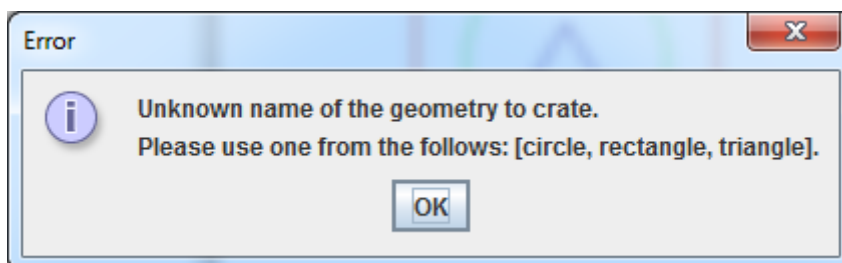 Error
Unknown name of the geometry to crate.
Please use one from the follows: [circle, rectangle, triangle].
OK